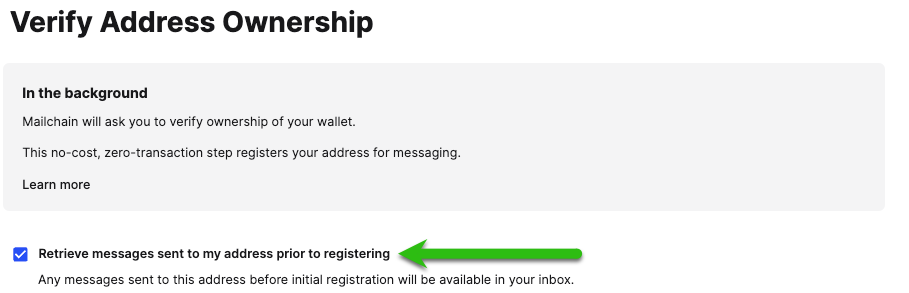 Verify Address Ownership
In the background
Mailchain will ask you to verify ownership of your wallet.
This no-cost, zero-transaction step registers your address for messaging.
Learn more
Retrieve messages sent to my address prior to registering
Any messages sent to this address before initial registration will be available in your inbox.